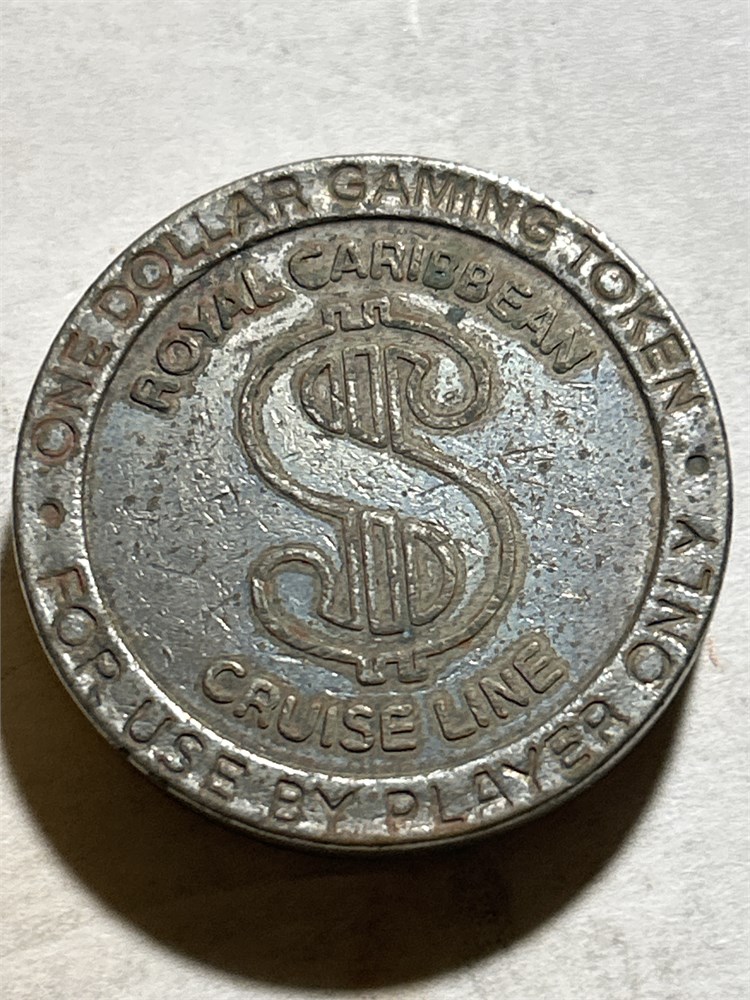 ONE DOLLAR GAMING TOKEN
ROYAL CARIBBEAN
$
CRUISE LINE
FOR USE BY PLAYER ONLY